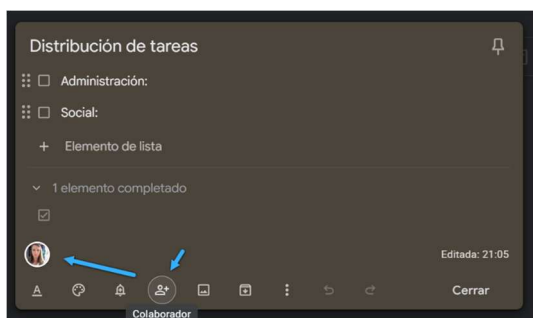 Distribución de tareas
Administración:
Social:
+ Elemento de lista
1 elemento completado
Editada: 21:05
A
Cerrar
Colaborador